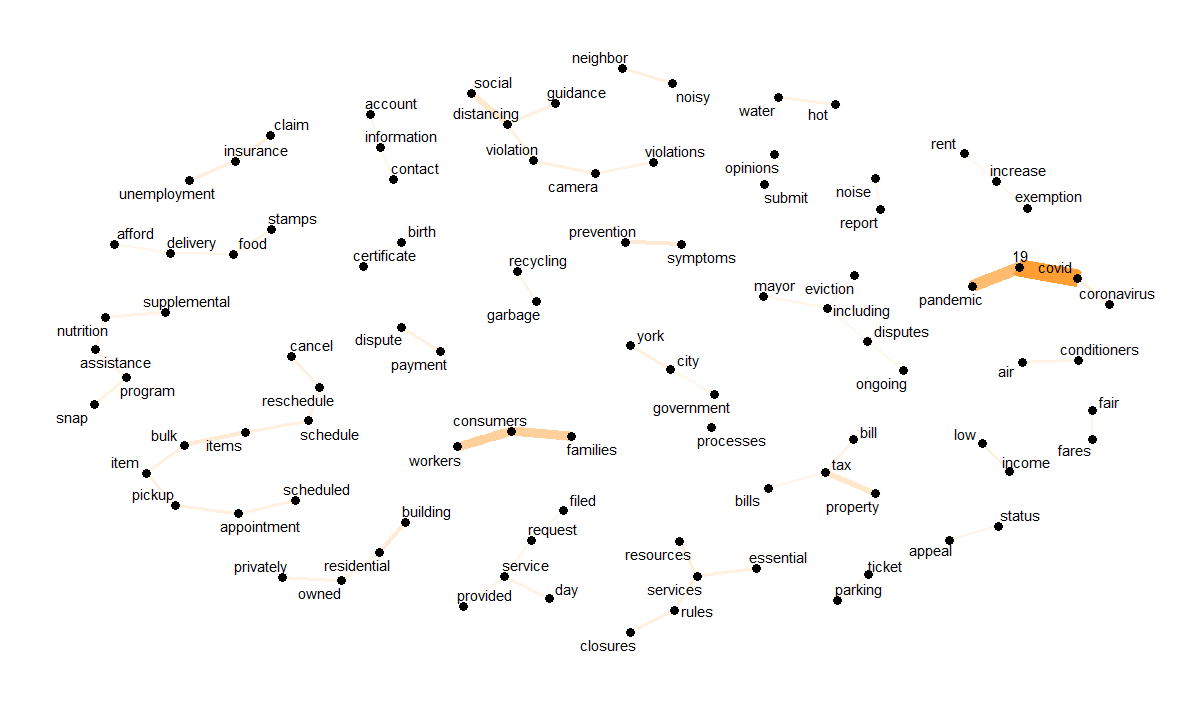 neighbor
social
noisy
guidance
account
distancing
water
hot
claim
information
insurance
violation
violations
rent
contact
opinions
increase
camera
unemployment
noise
submit
exemption
report
stamps
afford
delivery
food
birth
prevention
certificate
recycling
symptoms
19
covid
mayor
eviction
pandemic
coronavirus
supplemental
including
garbage
nutrition
disputes
dispute
york
cancel
conditioners
assistance
payment
city
air
program
ongoing
reschedule
fair
government
snap
consumers
bulk
items
schedule
processes
bill
low
families
fares
workers
item
tax
income
pickup
scheduled
filed
bills
property
building
status
appointment
request
resources
essential
appeal
privately
residential
service
ticket
owned
provided
day
services
parking
rules
closures